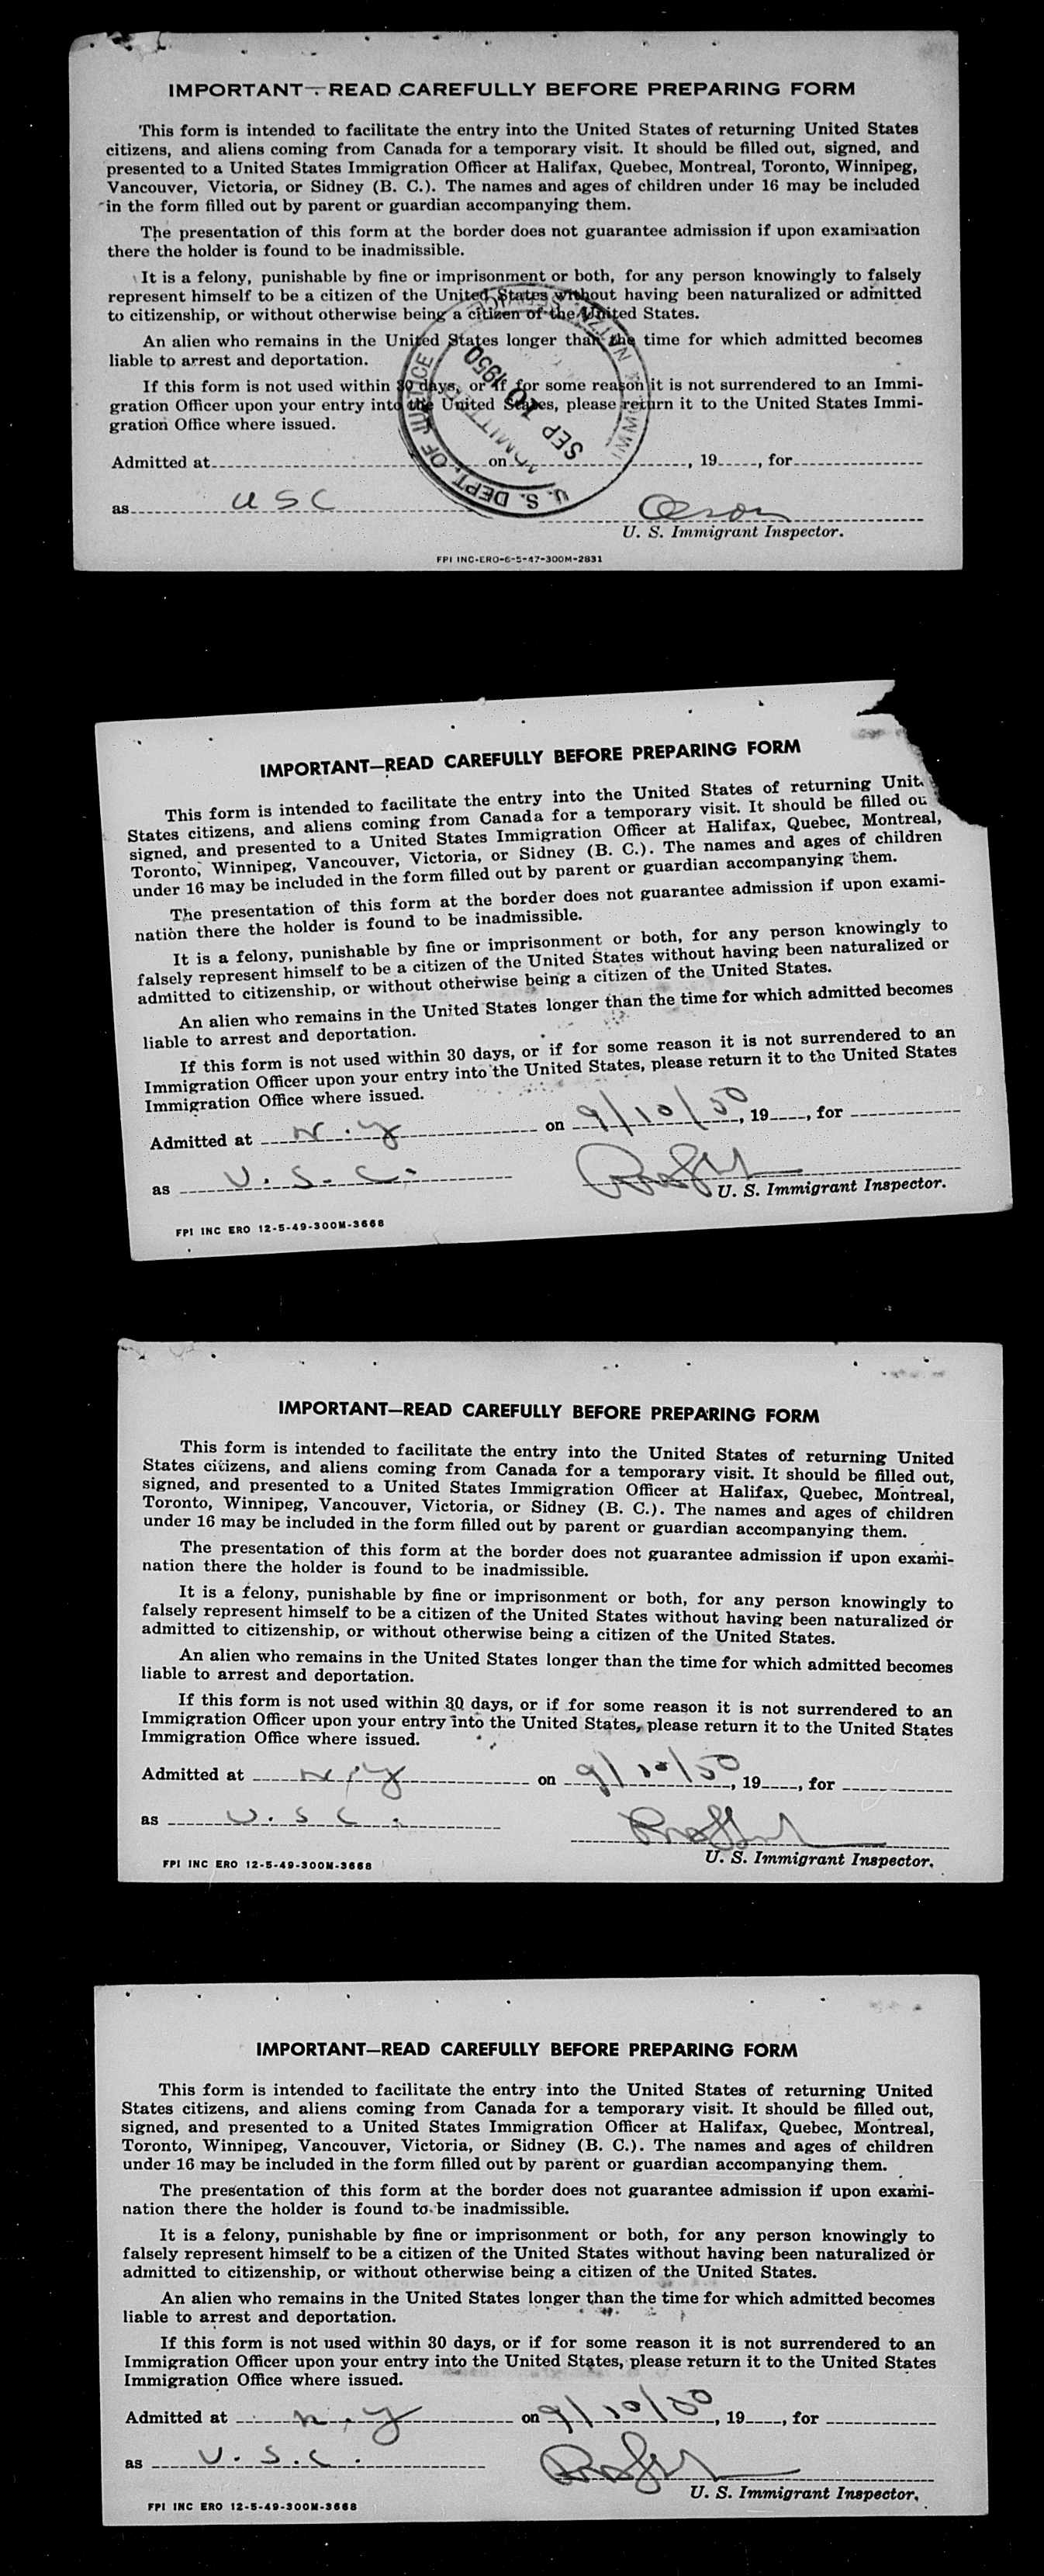 IMPORTANT—READ CAREFULLY BEFORE PREPARING FORM
This form is intended to facilitate the entry into the United States of returning United States
citizens, and aliens coming from Canada for a temporary visit. It should be filled out, signed, and
presented to a United States Immigration Officer at Halifax, Quebec, Montreal, Toronto, Winnipeg,
Vancouver, Victoria, or Sidney (B. C.). The names and ages of children under 16 may be included
in the form filled out by parent or guardian accompanying them.
The presentation of this form at the border does not guarantee admission if upon examination
there the holder is found to be inadmissible.
It is a felony, punishable by fine or imprisonment or both, for any person knowingly to falsely
represent himself to be a citizen of the United States without having been naturalized or admitted
to citizenship, or without otherwise being a citizen of the United States.
An alien who remains in the United States longer than the time for which admitted becomes
liable to arrest and deportation.
If this form is not used within 30 days, or if for some reason it is not surrendered to an Immi-
gration Officer upon your entry into the United States, please return it to the United States Immi-
gration Office where issued.
U. S. DEPT. OF JUSTICE
ADMITTED
SEP 10 1950
Admitted at on , 19 , for
as USC
U. S. Immigrant Inspector.
FPI INC-ERO-6-5-47-300M-2831
IMPORTANT—READ CAREFULLY BEFORE PREPARING FORM
This form is intended to facilitate the entry into the United States of returning Unit
States citizens, and aliens coming from Canada for a temporary visit. It should be filled ou
signed, and presented to a United States Immigration Officer at Halifax, Quebec, Montreal,
Toronto, Winnipeg, Vancouver, Victoria, or Sidney (B. C.). The names and ages of children
under 16 may be included in the form filled out by parent or guardian accompanying them.
The presentation of this form at the border does not guarantee admission if upon exami-
nation there the holder is found to be inadmissible.
It is a felony, punishable by fine or imprisonment or both, for any person knowingly to
falsely represent himself to be a citizen of the United States without having been naturalized or
admitted to citizenship, or without otherwise being a citizen of the United States.
An alien who remains in the United States longer than the time for which admitted becomes
liable to arrest and deportation.
If this form is not used within 30 days, or if for some reason it is not surrendered to an
Immigration Officer upon your entry into the United States, please return it to the United States
Immigration Office where issued.
Admitted at N.Y on 9/10/50, 19 , for
as U.S.C.
U. S. Immigrant Inspector.
FPI INC ERO 12-5-49-300M-3668
IMPORTANT—READ CAREFULLY BEFORE PREPARING FORM
This form is intended to facilitate the entry into the United States of returning United
States citizens, and aliens coming from Canada for a temporary visit. It should be filled out,
signed, and presented to a United States Immigration Officer at Halifax, Quebec, Montreal,
Toronto, Winnipeg, Vancouver, Victoria, or Sidney (B. C.). The names and ages of children
under 16 may be included in the form filled out by parent or guardian accompanying them.
The presentation of this form at the border does not guarantee admission if upon exami-
nation there the holder is found to be inadmissible.
It is a felony, punishable by fine or imprisonment or both, for any person knowingly to
falsely represent himself to be a citizen of the United States without having been naturalized or
admitted to citizenship, or without otherwise being a citizen of the United States.
An alien who remains in the United States longer than the time for which admitted becomes
liable to arrest and deportation.
If this form is not used within 30 days, or if for some reason it is not surrendered to an
Immigration Officer upon your entry into the United States, please return it to the United States
Immigration Office where issued.
Admitted at N.Y on 9/10/50, 19 , for
as U.S.C.
U. S. Immigrant Inspector.
FPI INC ERO 12-5-49-300M-3668
IMPORTANT—READ CAREFULLY BEFORE PREPARING FORM
This form is intended to facilitate the entry into the United States of returning United
States citizens, and aliens coming from Canada for a temporary visit. It should be filled out,
signed, and presented to a United States Immigration Officer at Halifax, Quebec, Montreal,
Toronto, Winnipeg, Vancouver, Victoria, or Sidney (B. C.). The names and ages of children
under 16 may be included in the form filled out by parent or guardian accompanying them.
The presentation of this form at the border does not guarantee admission if upon exami-
nation there the holder is found to be inadmissible.
It is a felony, punishable by fine or imprisonment or both, for any person knowingly to
falsely represent himself to be a citizen of the United States without having been naturalized or
admitted to citizenship, or without otherwise being a citizen of the United States.
An alien who remains in the United States longer than the time for which admitted becomes
liable to arrest and deportation.
If this form is not used within 30 days, or if for some reason it is not surrendered to an
Immigration Officer upon your entry into the United States, please return it to the United States
Immigration Office where issued.
Admitted at N.Y on 9/10/50, 19 , for
as U.S.C.
U. S. Immigrant Inspector.
FPI INC ERO 12-5-49-300M-3668